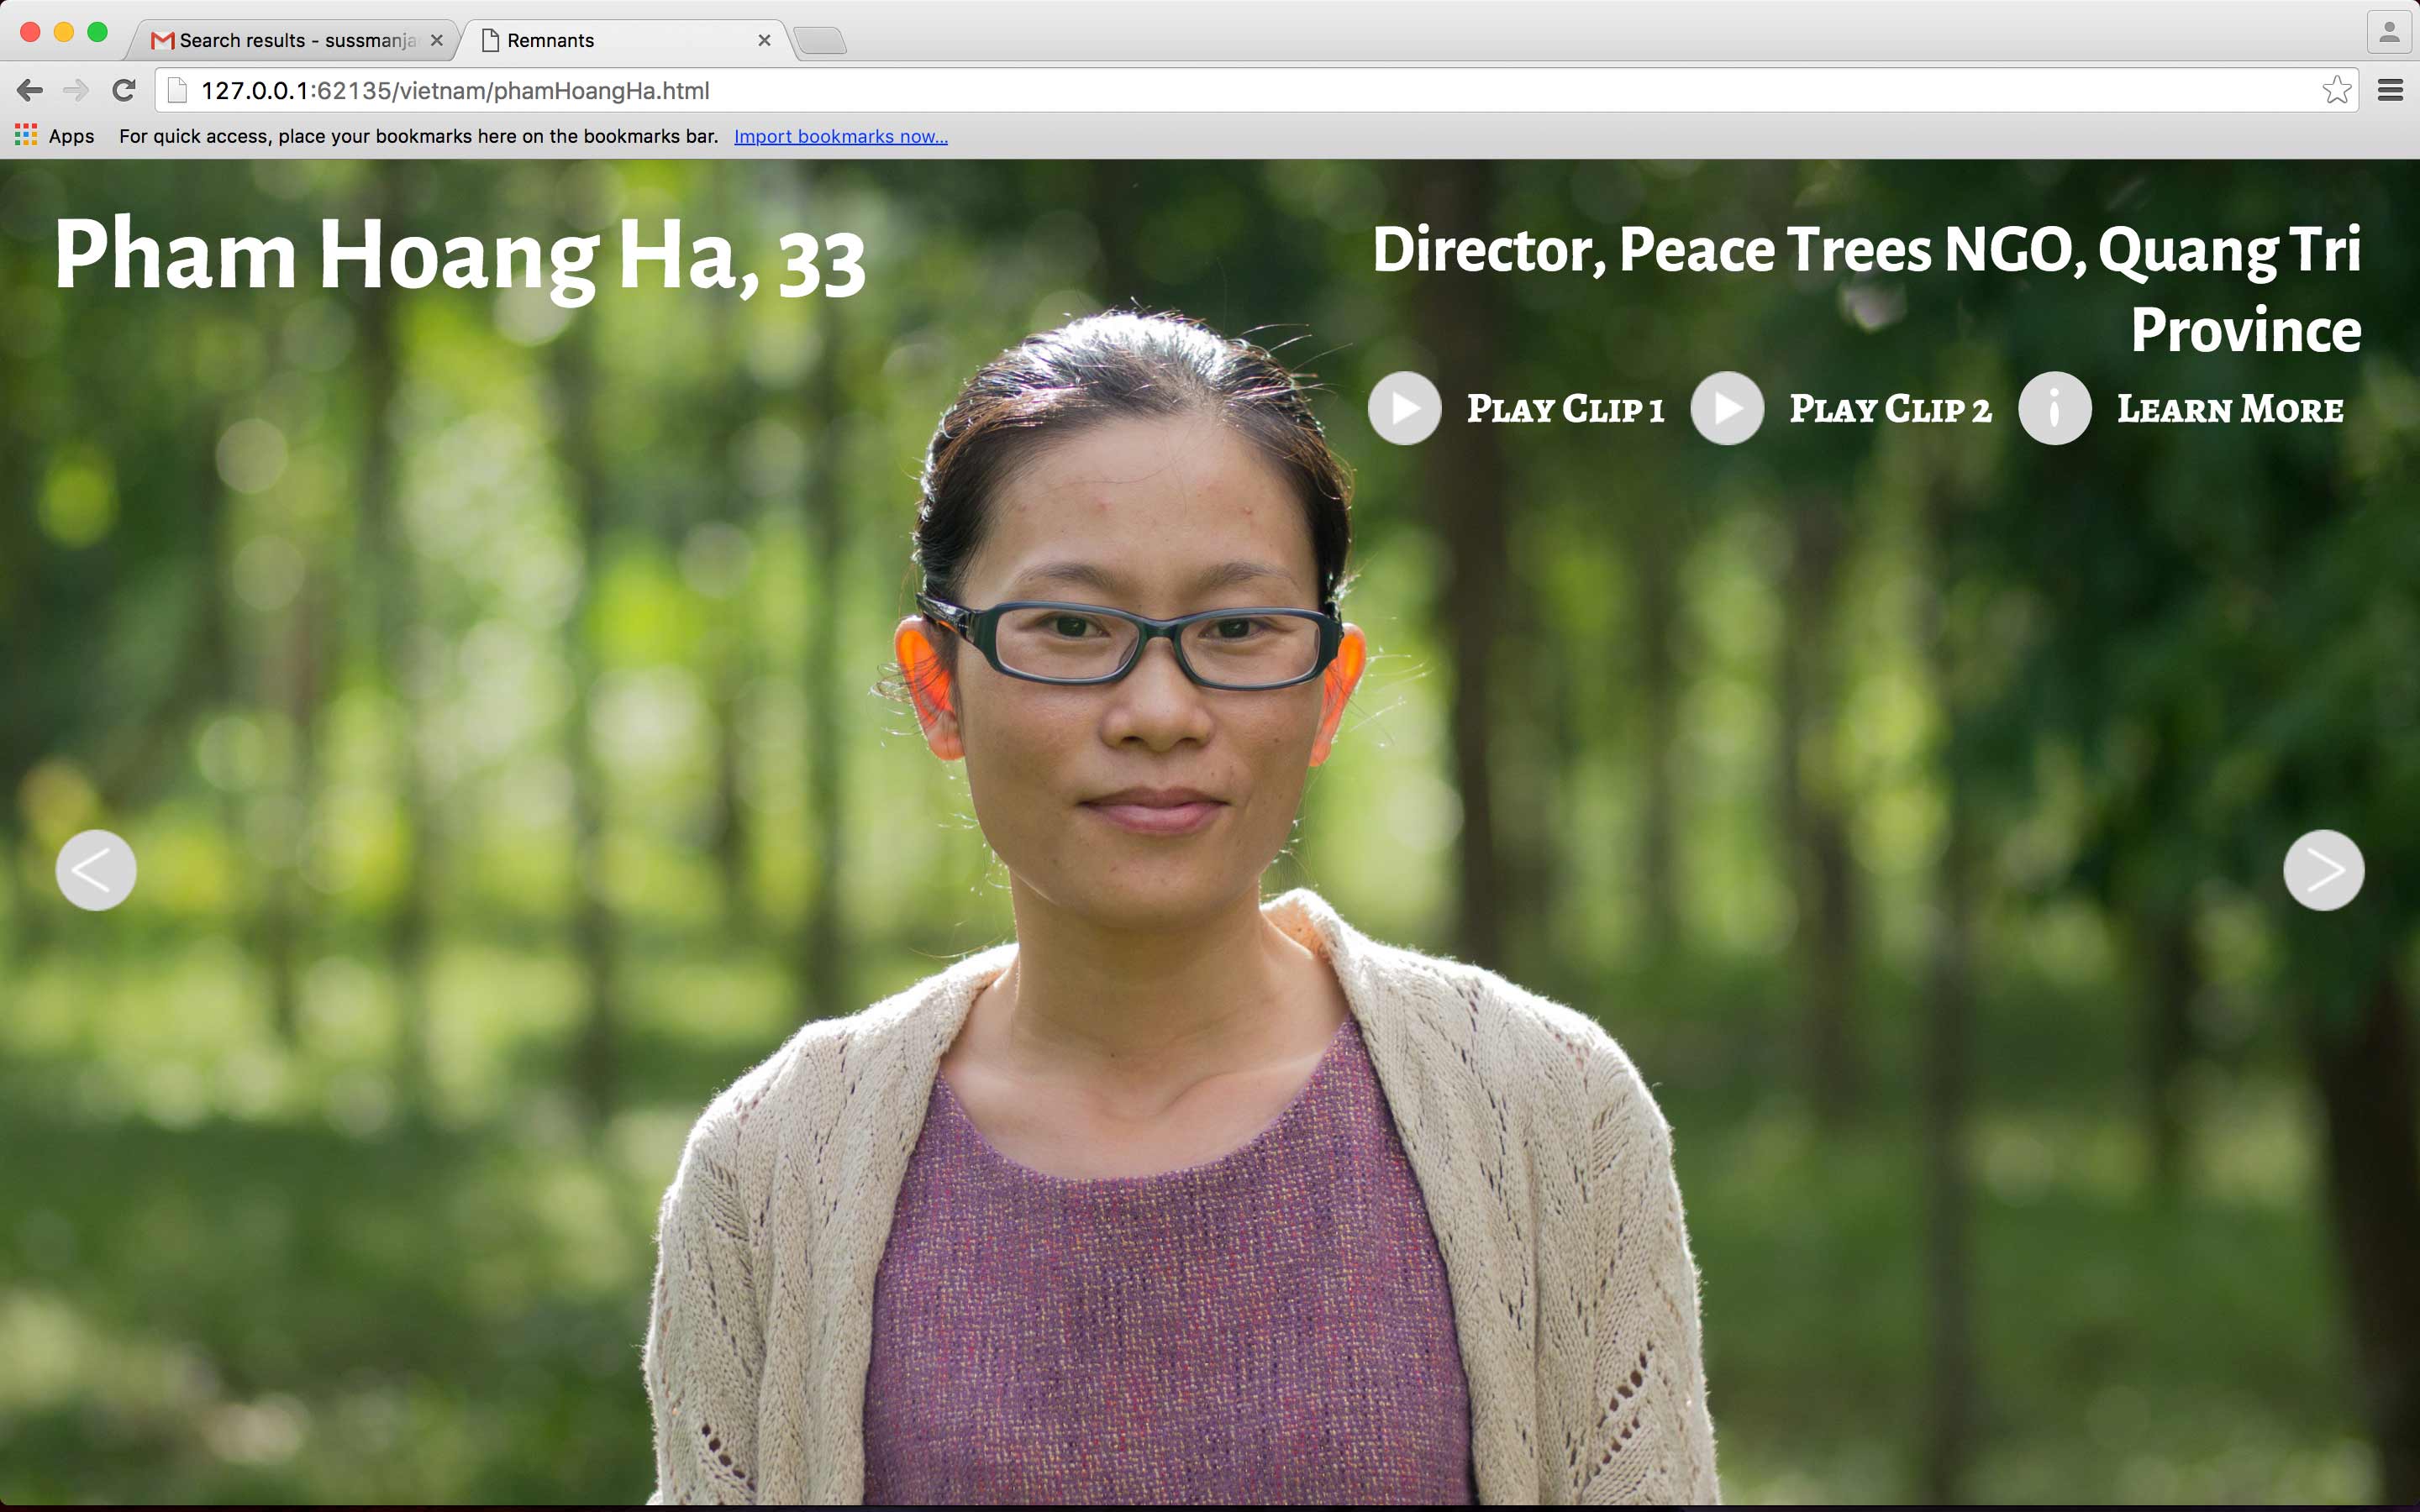 Search results - sussmanja
Remnants
127.0.0.1:62135/vietnam/phamHoangHa.html
Apps
For quick access, place your bookmarks here on the bookmarks bar. Import bookmarks now...
Pham Hoang Ha, 33
Director, Peace Trees NGO, Quang Tri
Province
Play Clip 1
Play Clip 2
Learn More